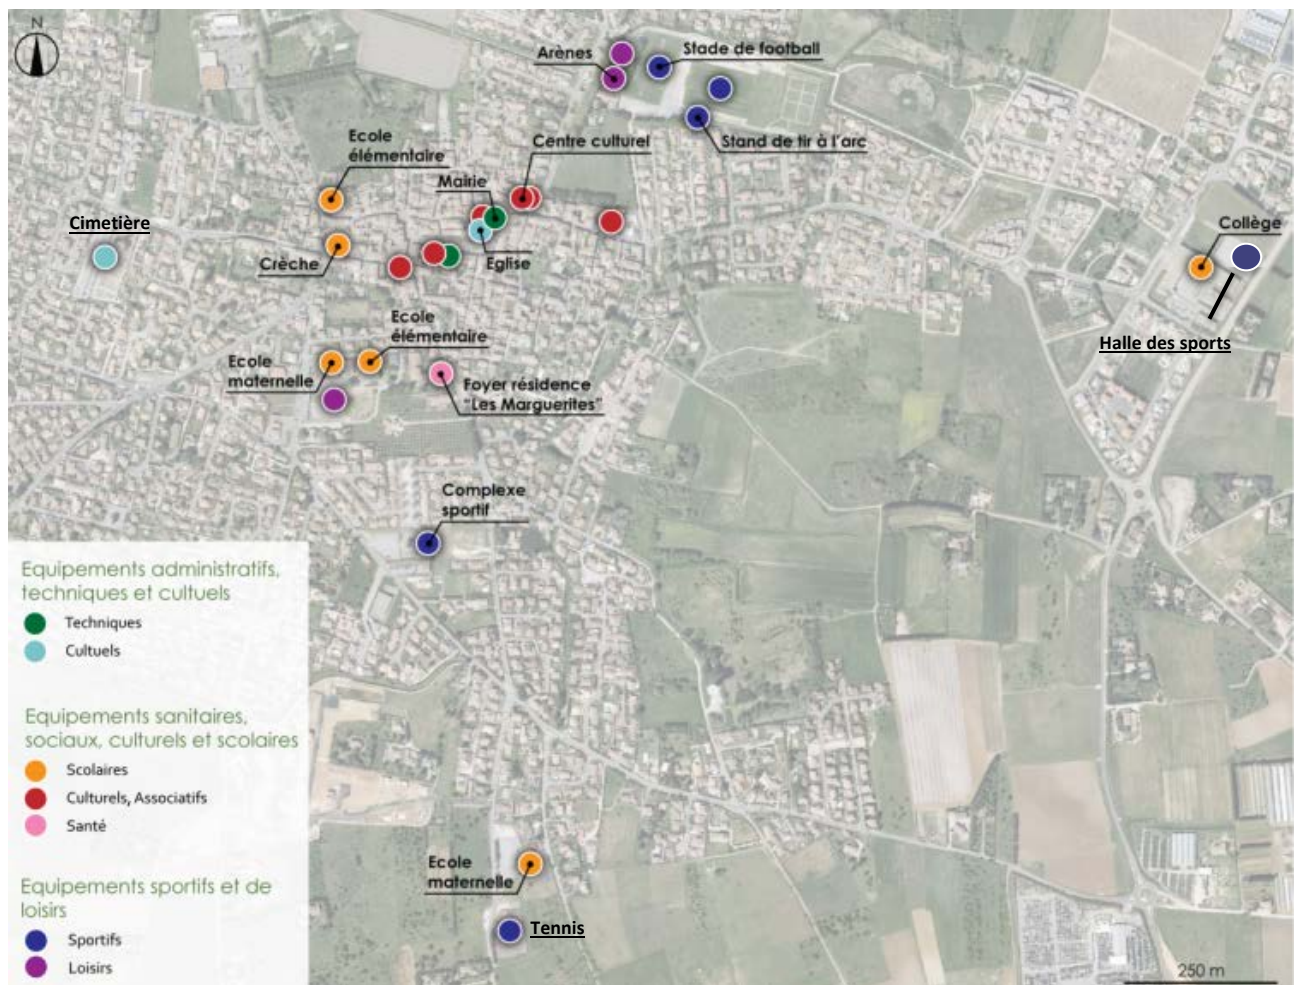 N
Arènes
Stade de football
Ecole
élémentaire
Centre culturel
Stand de tir à l'arc
Mairie
Cimetière
Collège
Crèche
Eglise
Ecole
élémentaire
Halle des sports
Ecole
maternelle
Foyer résidence
"Les Marguerites"
Complexe
sportif
Equipements administratifs,
techniques et cultuels
Techniques
Cultuels
Equipements sanitaires,
sociaux, culturels et scolaires
Scolaires
Culturels, Associatifs
Santé
Equipements sportifs et de
loisirs
Sportifs
Loisirs
Ecole
maternelle
Tennis
250 m